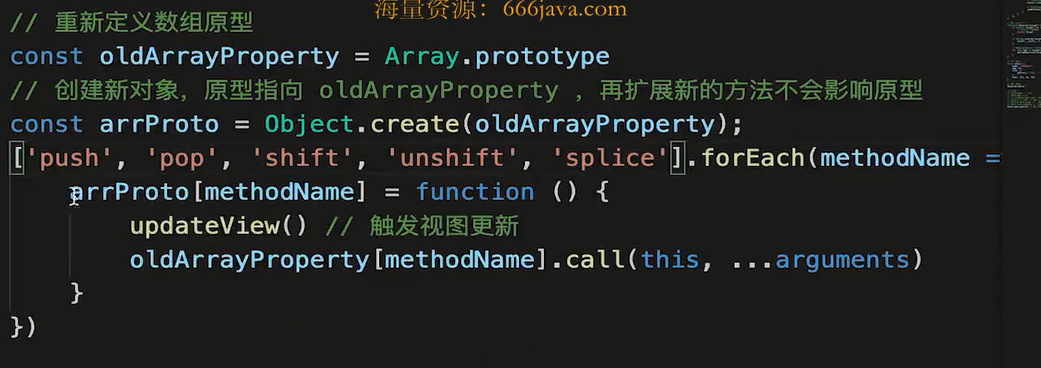 海量资源：666java.com
// 重新定义数组原型
const oldArrayProperty = Array.prototype
// 创建新对象，原型指向 oldArrayProperty ，再扩展新的方法不会影响原型
const arrProto = Object.create(oldArrayProperty);
['push', 'pop', 'shift', 'unshift', 'splice'].forEach(methodName =
    arrProto[methodName] = function () {
        updateView() // 触发视图更新
        oldArrayProperty[methodName].call(this, ...arguments)
    }
})